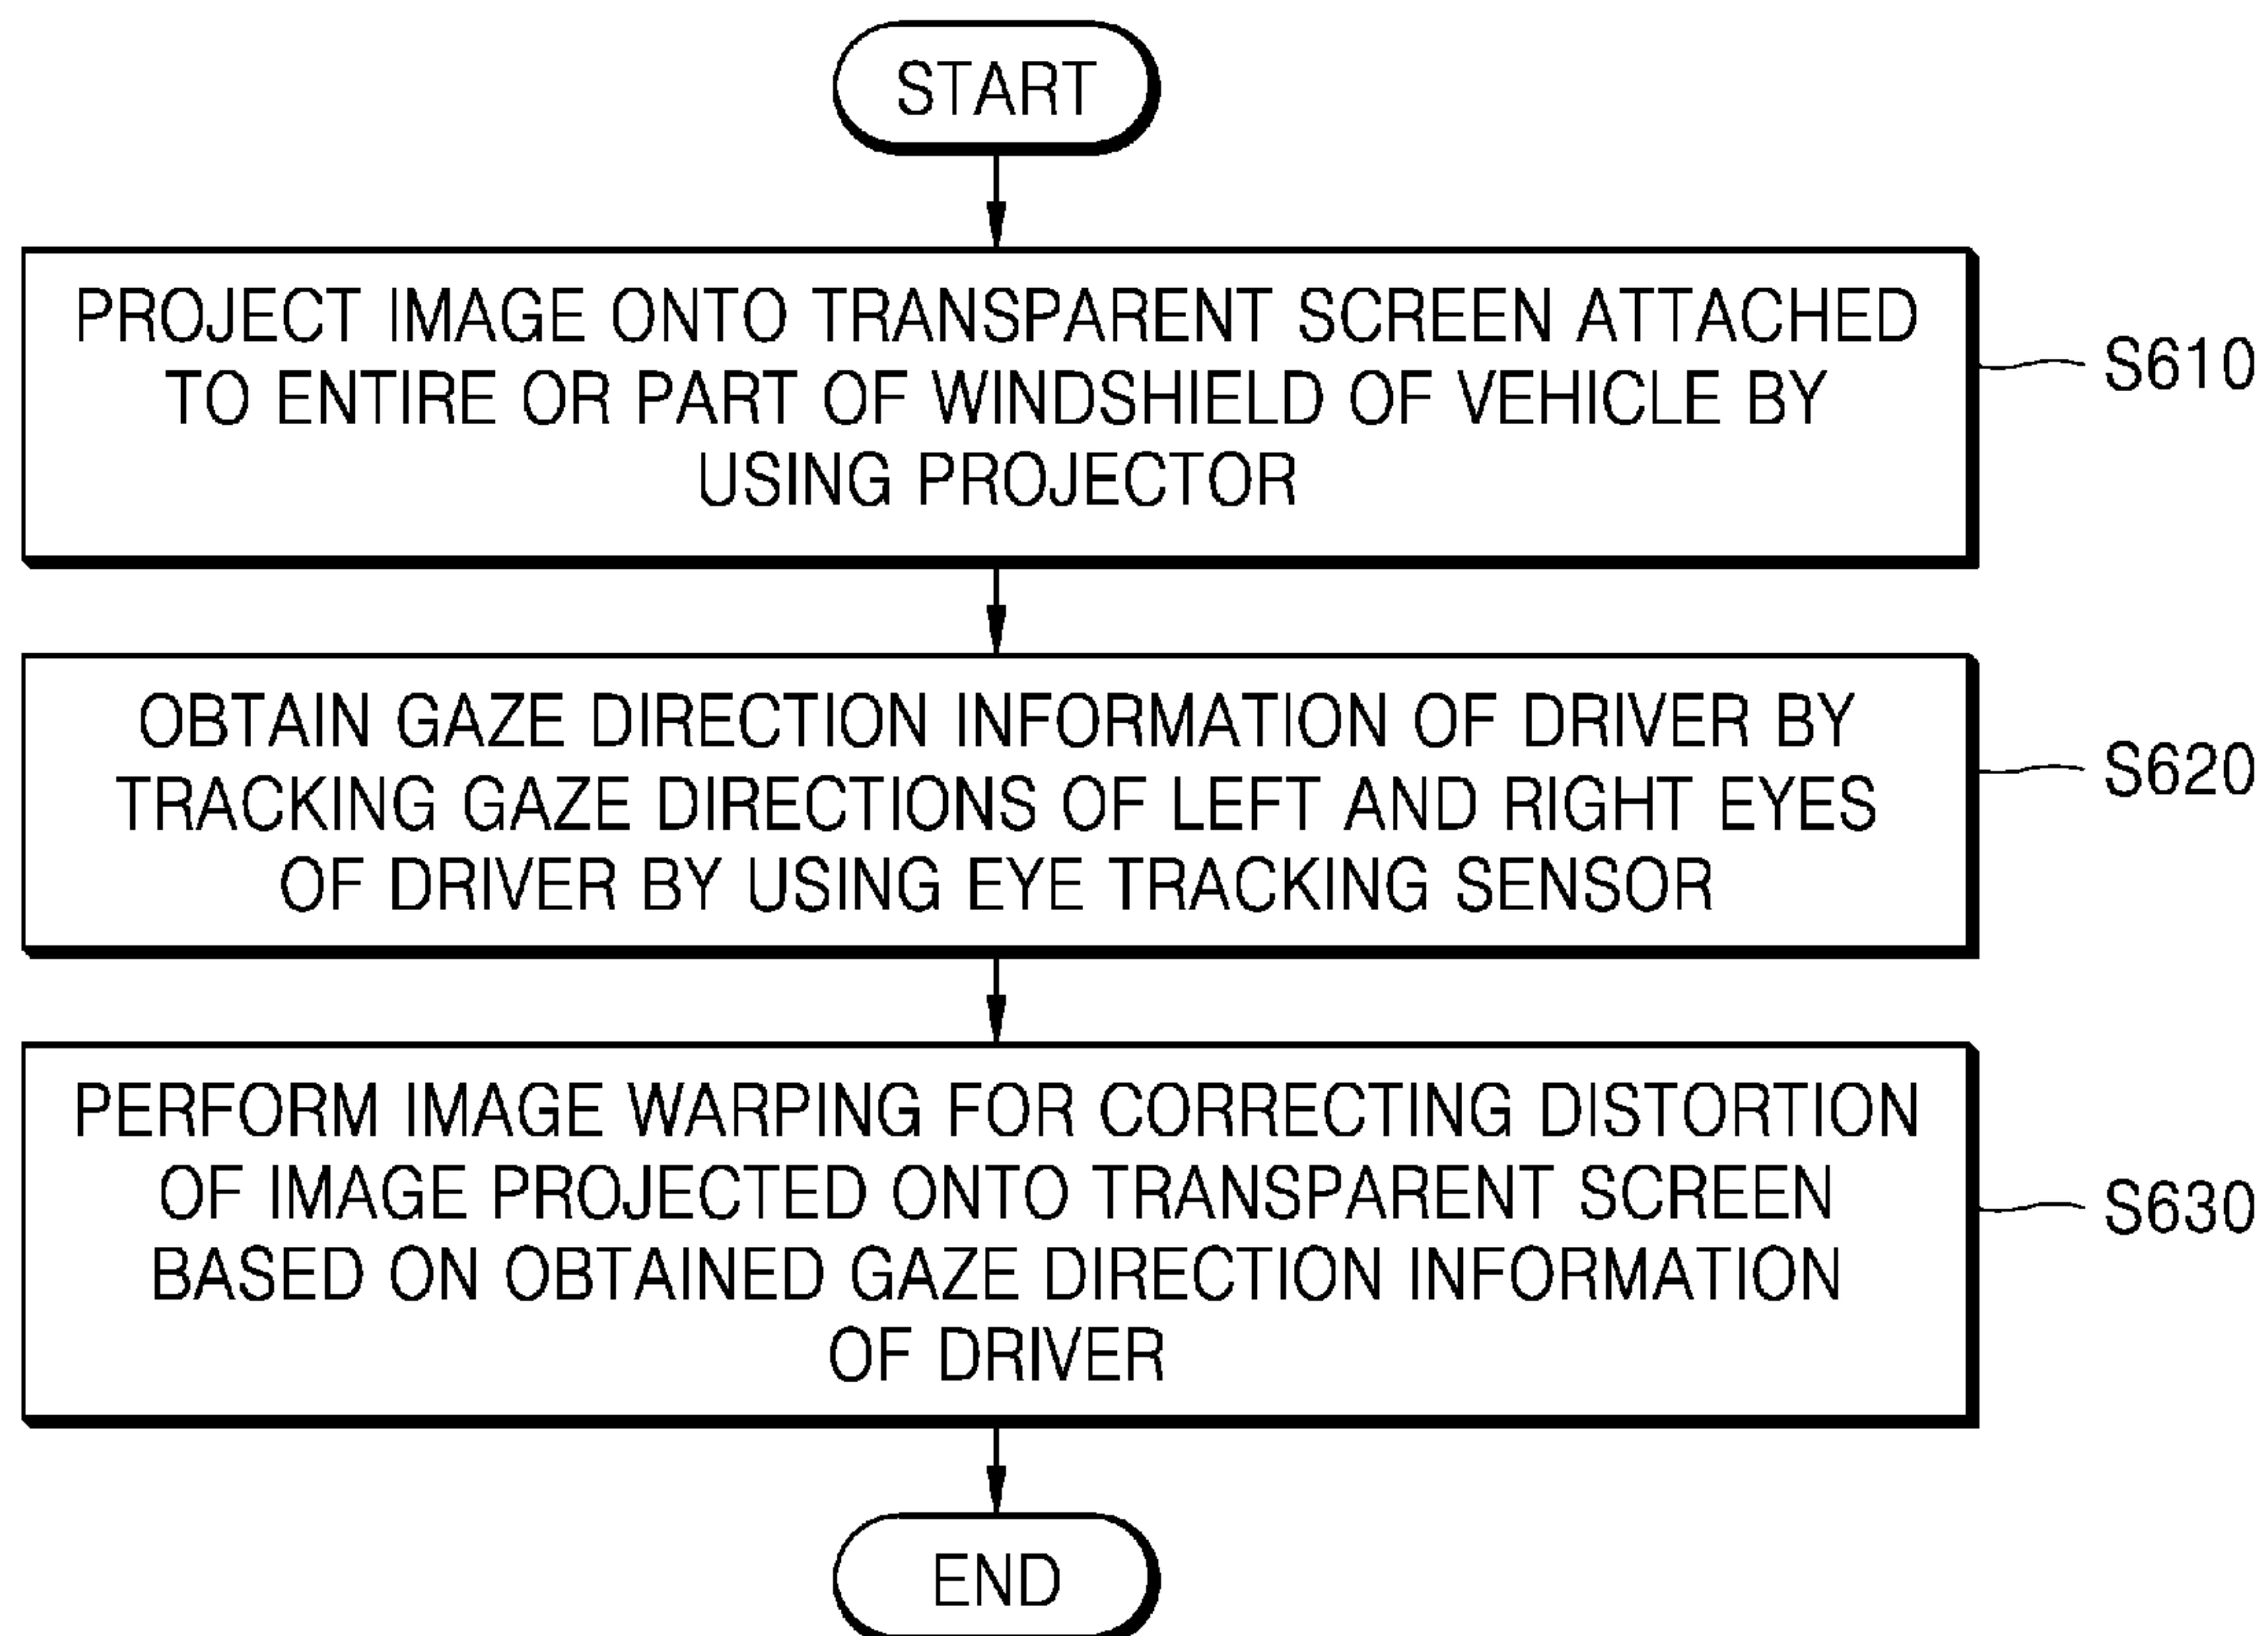 START
PROJECT IMAGE ONTO TRANSPARENT SCREEN ATTACHED
TO ENTIRE OR PART OF WINDSHIELD OF VEHICLE BY
USING PROJECTOR
S610
OBTAIN GAZE DIRECTION INFORMATION OF DRIVER BY
TRACKING GAZE DIRECTIONS OF LEFT AND RIGHT EYES
OF DRIVER BY USING EYE TRACKING SENSOR
S620
PERFORM IMAGE WARPING FOR CORRECTING DISTORTION
OF IMAGE PROJECTED ONTO TRANSPARENT SCREEN
BASED ON OBTAINED GAZE DIRECTION INFORMATION
OF DRIVER
S630
END